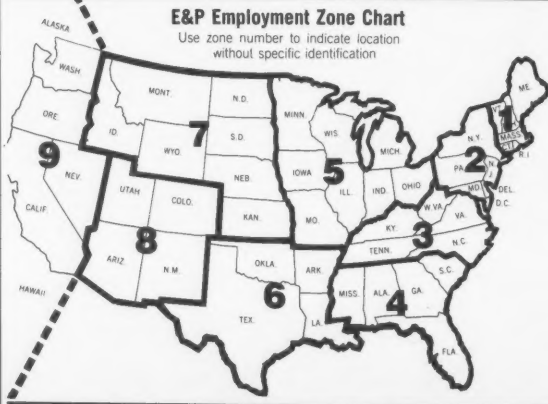 E&P Employment Zone Chart
Use zone number to indicate location
without specific identification
ALASKA
WASH.
ORE.
9
NEV.
CALIF.
HAWAII
MONT.
ID.
7
WYO.
N.D.
S.D.
NEB.
KAN.
UTAH
COLO.
8
ARIZ.
N.M.
OKLA.
ARK.
6
TEX.
LA.
MINN.
WIS.
5
MICH.
IOWA
ILL.
IND.
OHIO
MO.
ME.
VT.
1
MASS.
CT.
R.I.
N.Y.
2
PA.
N.J.
MD.
DEL.
D.C.
W.VA.
VA.
KY.
3
TENN.
N.C.
S.C.
MISS.
ALA.
4
GA.
FLA.